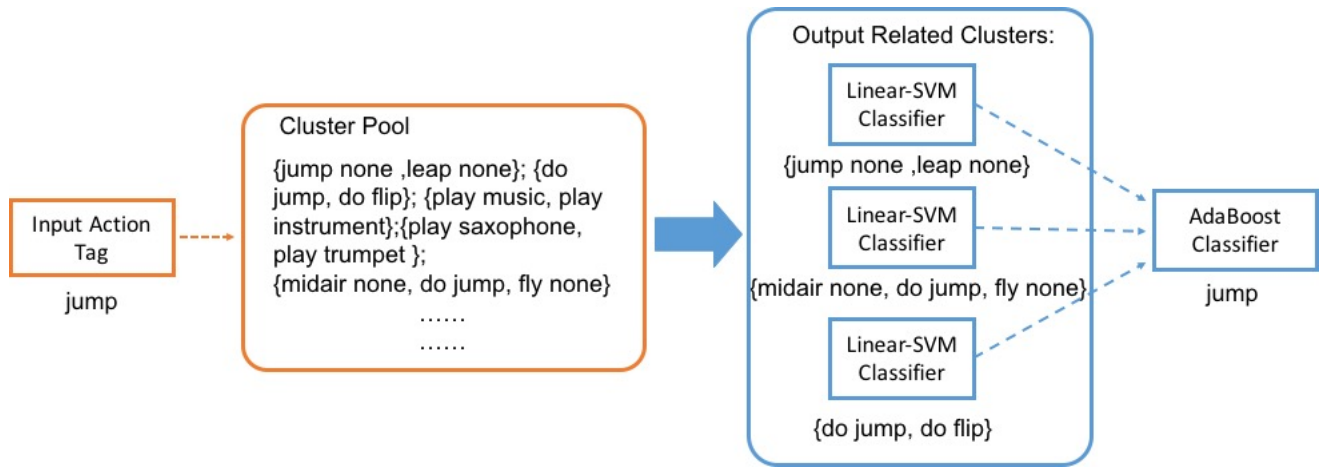 Input Action
Tag
jump
Cluster Pool
{jump none ,leap none}; {do
jump, do flip}; {play music, play
instrument};{play saxophone,
play trumpet };
{midair none, do jump, fly none}
......
......
Output Related Clusters:
Linear-SVM
Classifier
{jump none ,leap none}
Linear-SVM
Classifier
{midair none, do jump, fly none}
Linear-SVM
Classifier
{do jump, do flip}
AdaBoost
Classifier
jump